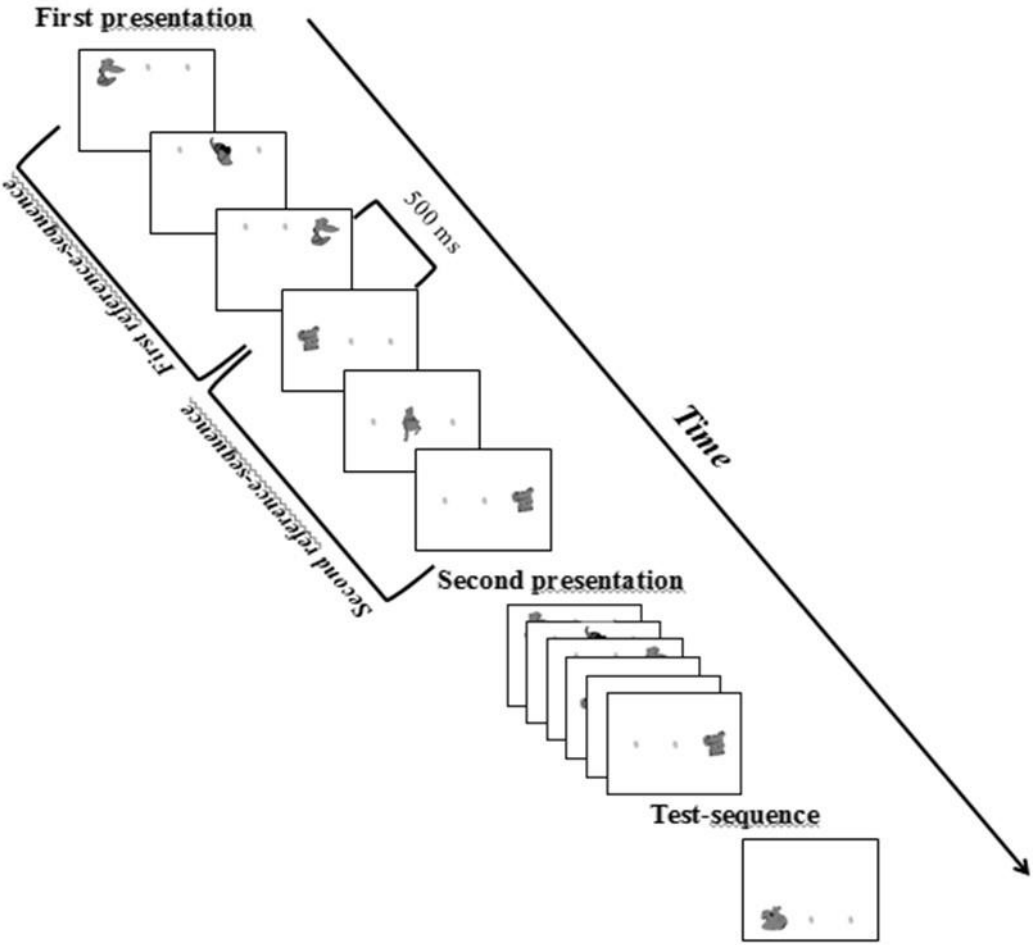 First presentation
500 ms
First reference-sequence
Time
Second reference-sequence
Second presentation
Test-sequence